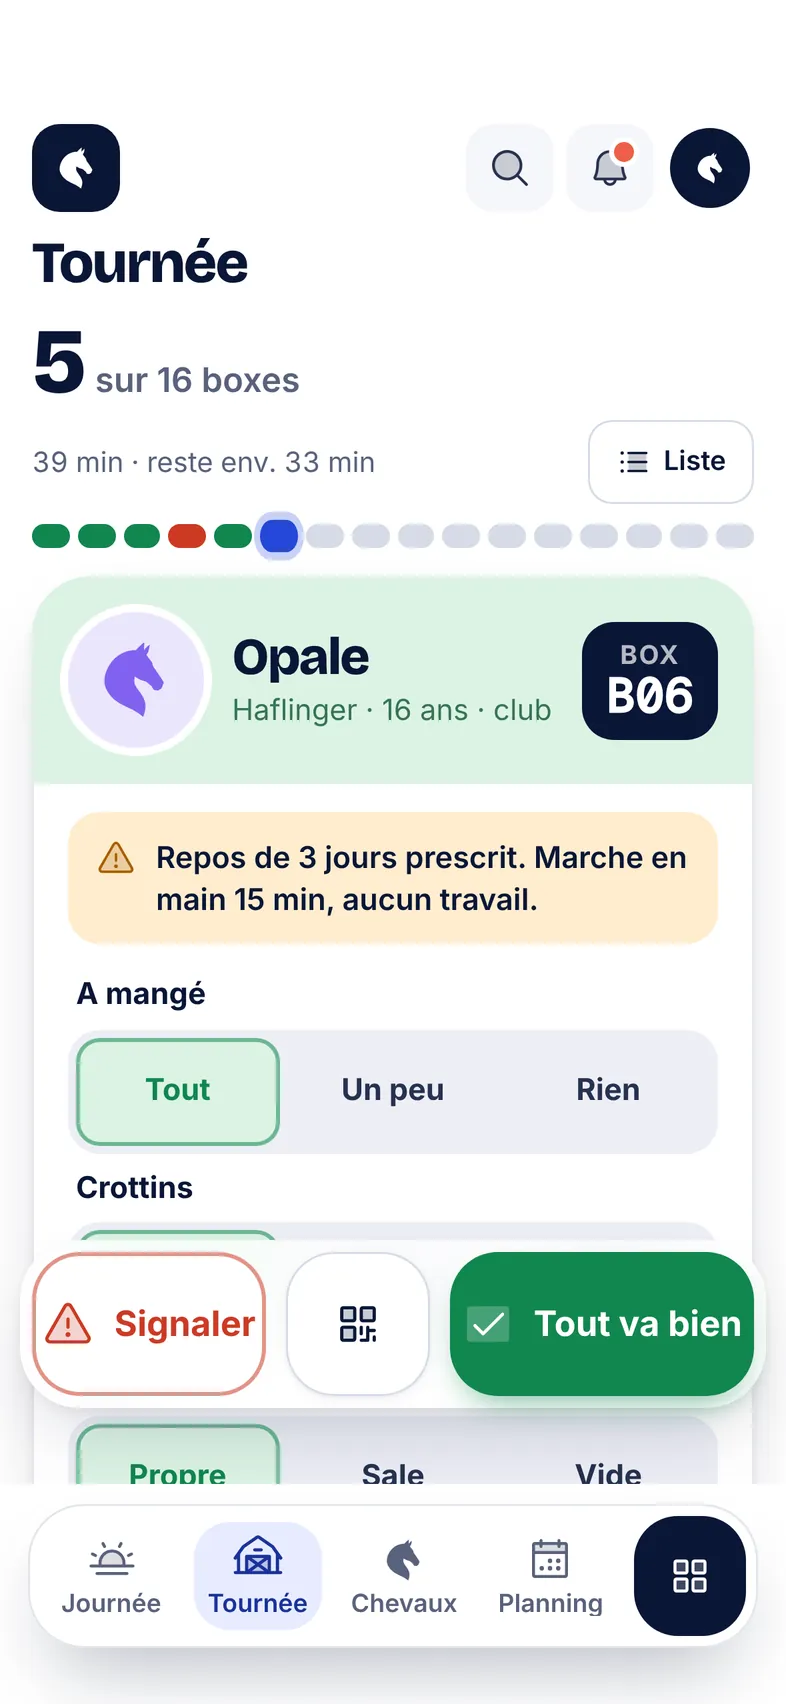 Tournée
5 sur 16 boxes
39 min · reste env. 33 min
Liste
Opale
Haflinger · 16 ans · club
BOX
B06
Repos de 3 jours prescrit. Marche en
main 15 min, aucun travail.
A mangé
Tout Un peu Rien
Crottins
Signaler
Tout va bien
Propre Sale Vide
Journée Tournée Chevaux Planning